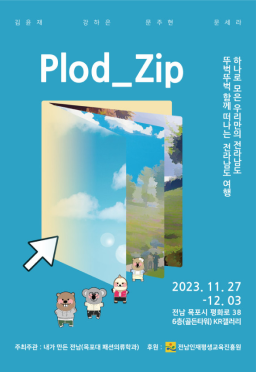 김윤재 강하은 문주현 문세라
Plod_Zip
하나로 모은 우리만의 전라남도
뚜벅뚜벅 함께 떠나는 전라남도 여행
2023. 11. 27
-12. 03
전남 목포시 평화로 38
6층(골든타워) KR갤러리
주최주관 : 내가 만든 전남(목포대 패션의류학과) 후원 : 전남인재평생교육진흥원